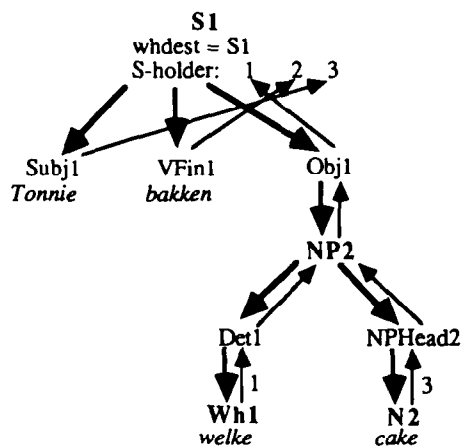 S1
whdest = S1
S-holder: 1 2 3
Subj1 VFin1 Obj1
Tonnie bakken
NP2
Det1 NPHead2
1 3
Wh1 N2
welke cake